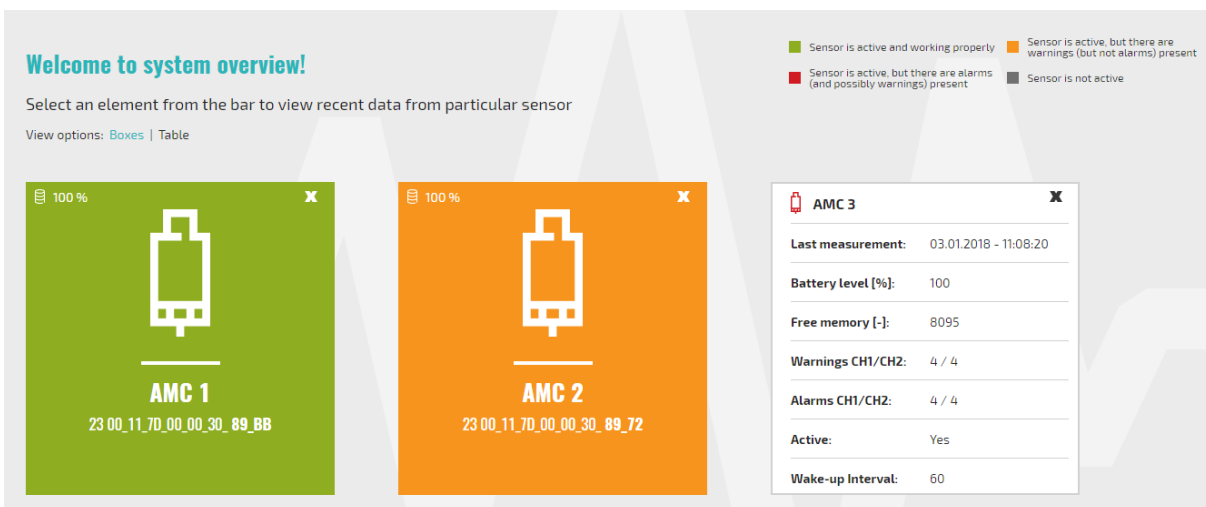 Welcome to system overview!
Select an element from the bar to view recent data from particular sensor
View options: Boxes | Table
Sensor is active and working properly
Sensor is active, but there are
warnings (but not alarms) present
Sensor is active, but there are alarms
(and possibly warnings) present
Sensor is not active
100 %
X
AMC 1
23 00_11_7D_00_00_30_ 89_BB
100 %
X
AMC 2
23 00_11_7D_00_00_30_ 89_72
AMC 3
X
Last measurement: 03.01.2018 - 11:08:20
Battery level [%]: 100
Free memory [-]: 8095
Warnings CH1/CH2: 4 / 4
Alarms CH1/CH2: 4 / 4
Active: Yes
Wake-up Interval: 60